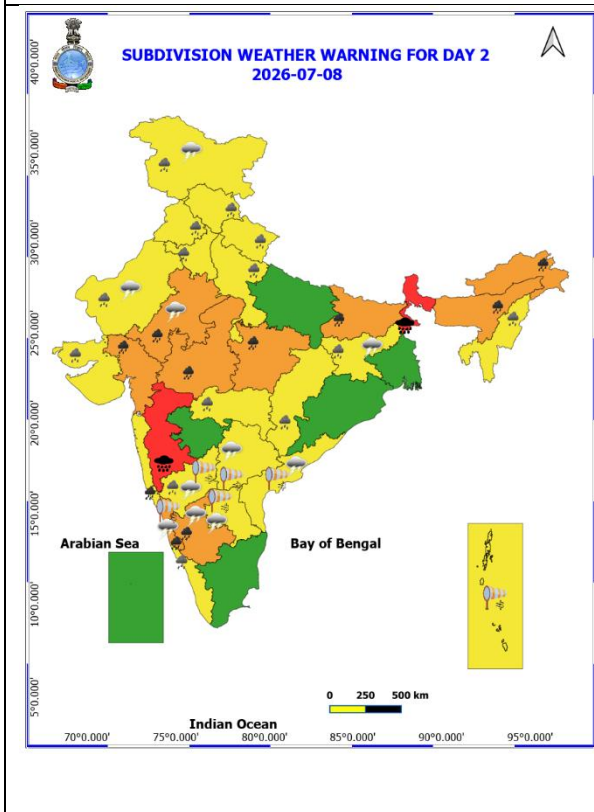 SUBDIVISION WEATHER WARNING FOR DAY 2
2026-07-08
40°0.000'
35°0.000'
30°0.000'
25°0.000'
20°0.000'
15°0.000'
10°0.000'
5°0.000'
Arabian Sea
Bay of Bengal
0 250 500 km
Indian Ocean
70°0.000' 75°0.000' 80°0.000' 85°0.000' 90°0.000' 95°0.000'